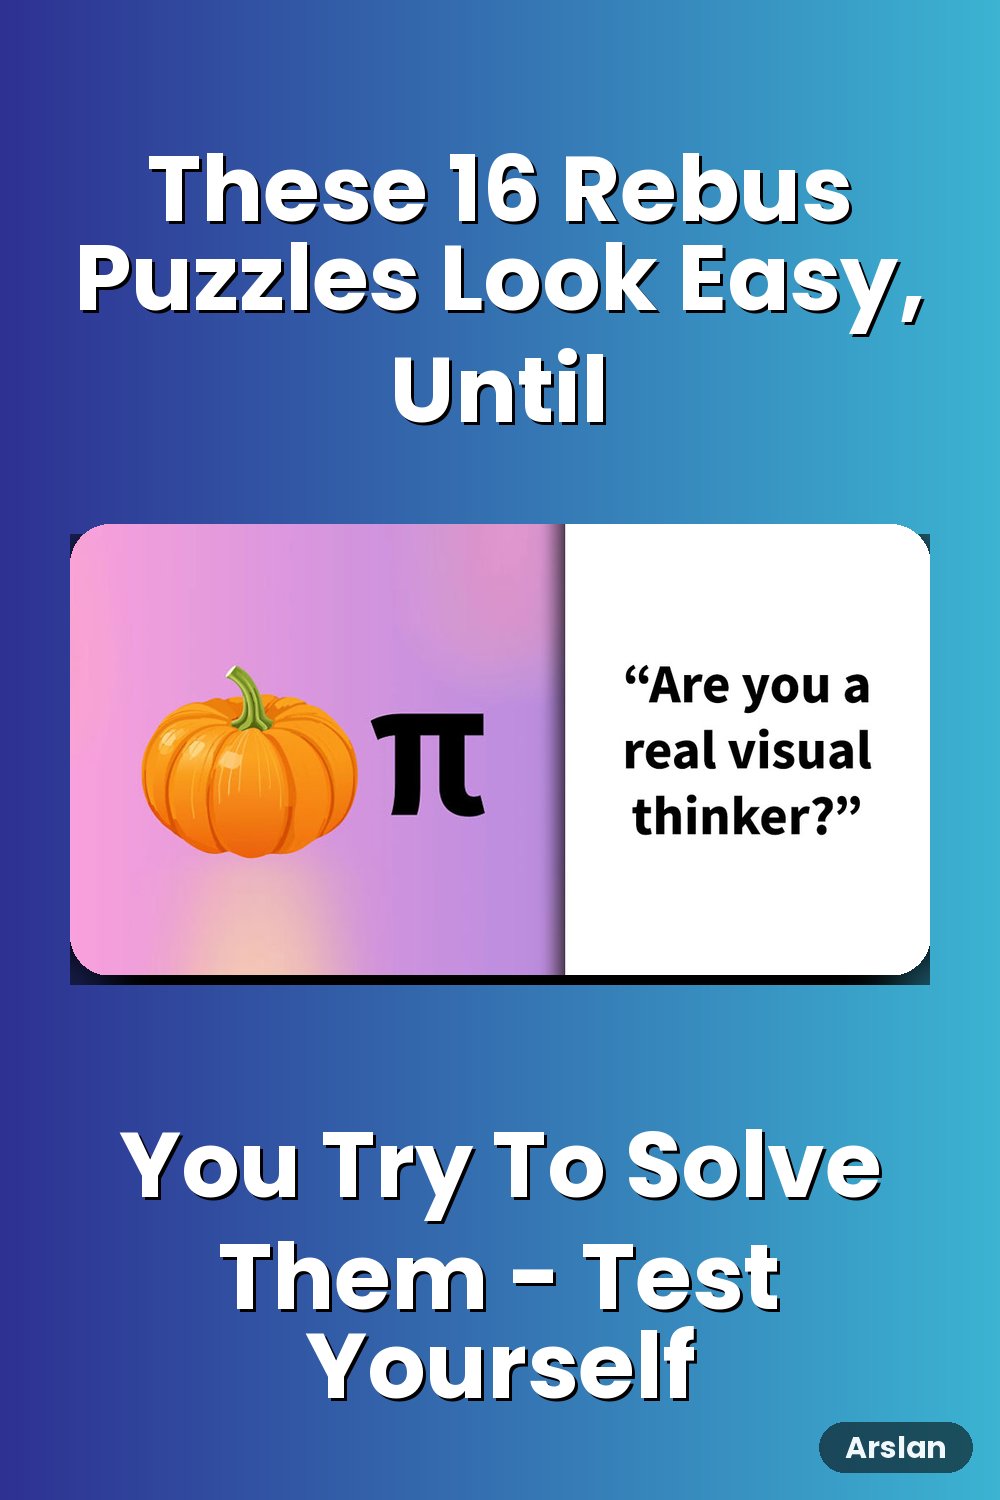 These 16 Rebus
Puzzles Look Easy,
Until
π
“Are you a
real visual
thinker?”
You Try To Solve
Them - Test
Yourself
Arslan